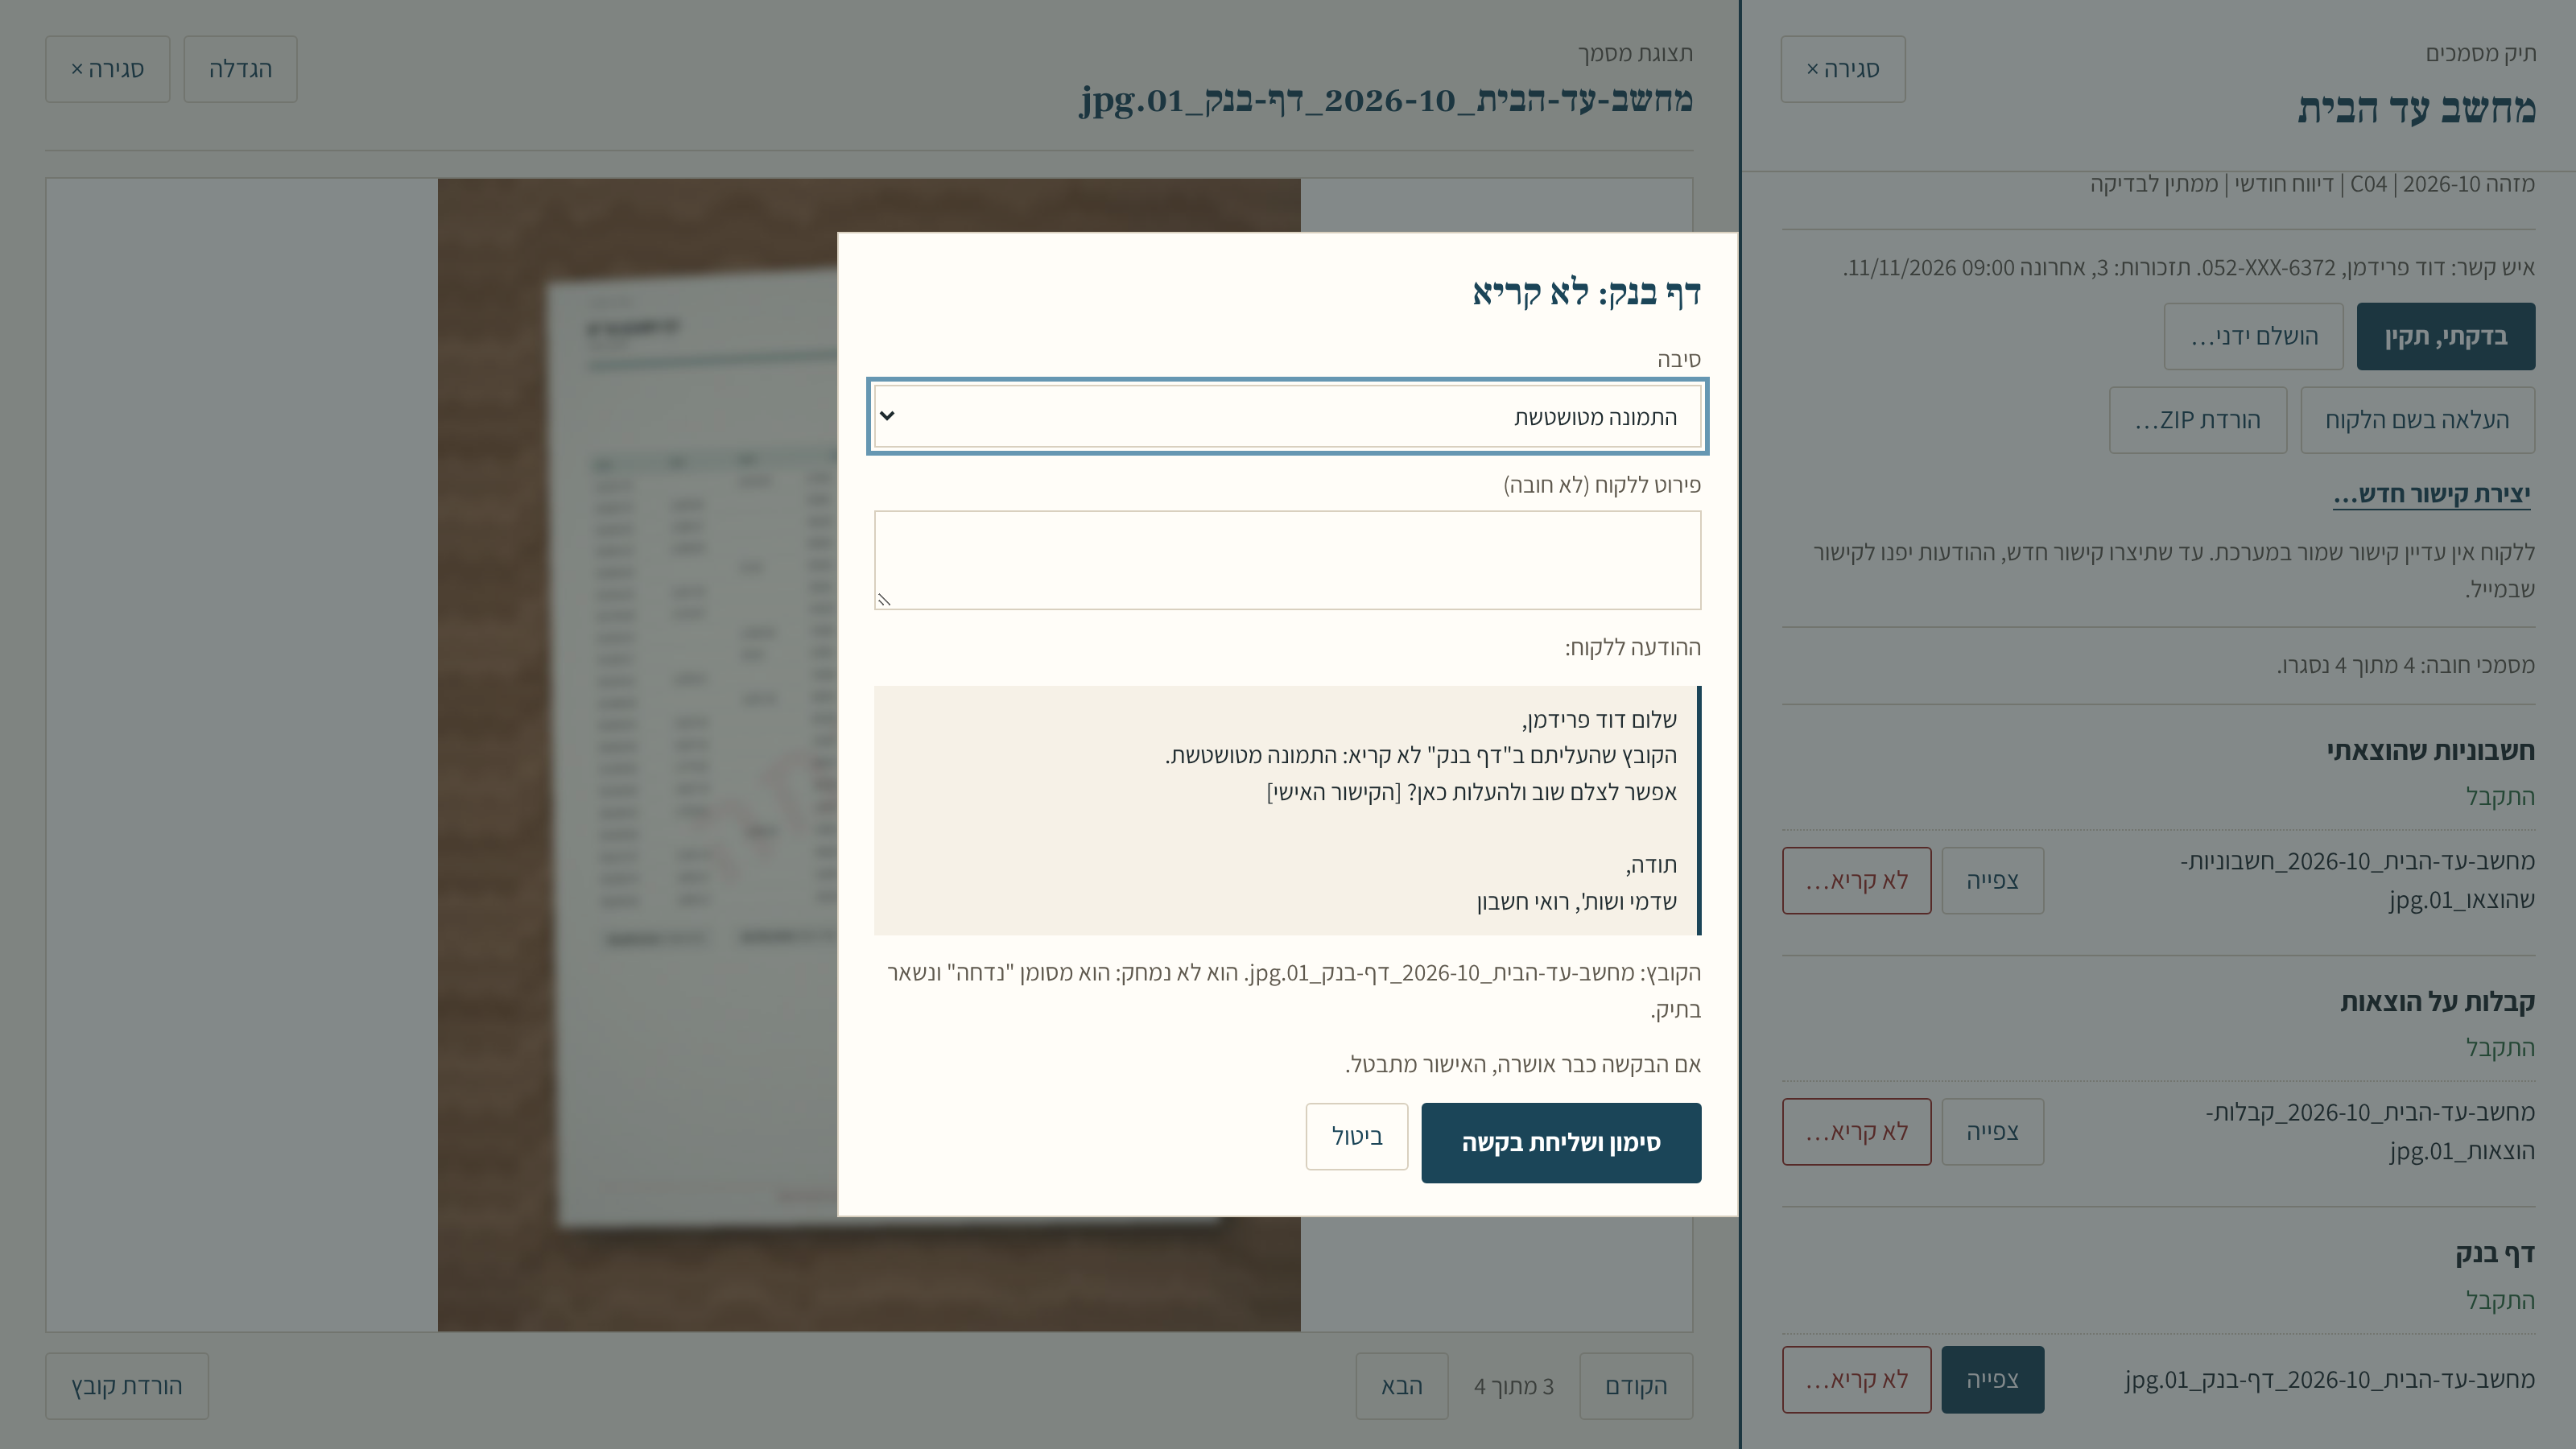 תיק מסמכים
מחשב עד הבית
סגירה ×
מזהה C04 | 2026-10 | דיווח חודשי | ממתין לבדיקה
איש קשר: דוד פרידמן, 052-XXX-6372. תזכורות: 3, אחרונה 11/11/2026 09:00.
בדקתי, תקין
הושלם ידני...
העלאה בשם הלקוח
הורדת ZIP...
יצירת קישור חדש...
ללקוח אין עדיין קישור שמור במערכת. עד שתיצרו קישור חדש, ההודעות יפנו לקישור
שבמייל.
מסמכי חובה: 4 מתוך 4 נסגרו.
חשבוניות שהוצאתי
התקבל
מחשב-עד-הבית_2026-10_חשבוניות-
שהוצאו_01.jpg
צפייה
לא קריא...
קבלות על הוצאות
התקבל
מחשב-עד-הבית_2026-10_קבלות-
הוצאות_01.jpg
צפייה
לא קריא...
דף בנק
התקבל
מחשב-עד-הבית_2026-10_דף-בנק_01.jpg
צפייה
לא קריא...
תצוגת מסמך
מחשב-עד-הבית_2026-10_דף-בנק_01.jpg
הגדלה
סגירה ×
דף בנק: לא קריא
סיבה
התמונה מטושטשת
פירוט ללקוח (לא חובה)
ההודעה ללקוח:
שלום דוד פרידמן,
הקובץ שהעליתם ב"דף בנק" לא קריא: התמונה מטושטשת.
אפשר לצלם שוב ולהעלות כאן? [הקישור האישי]
תודה,
שדמי ושות', רואי חשבון
הקובץ: מחשב-עד-הבית_2026-10_דף-בנק_01.jpg. הוא לא נמחק: הוא מסומן "נדחה" ונשאר
בתיק.
אם הבקשה כבר אושרה, האישור מתבטל.
סימון ושליחת בקשה
ביטול
הקודם
3 מתוך 4
הבא
הורדת קובץ